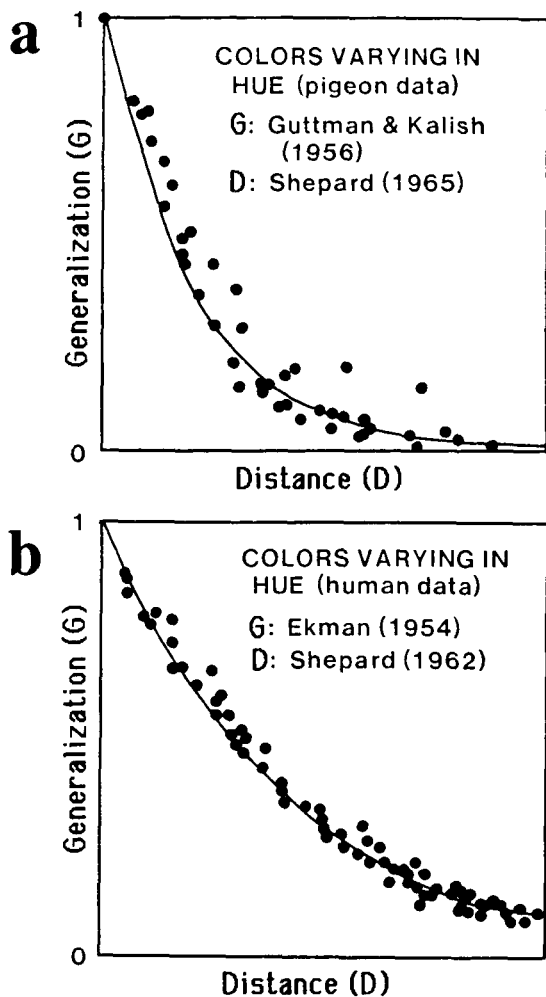 a
1
COLORS VARYING IN
HUE (pigeon data)
G: Guttman & Kalish
(1956)
D: Shepard (1965)
Generalization (G)
0
Distance (D)
b
1
COLORS VARYING IN
HUE (human data)
G: Ekman (1954)
D: Shepard (1962)
Generalization (G)
0
Distance (D)